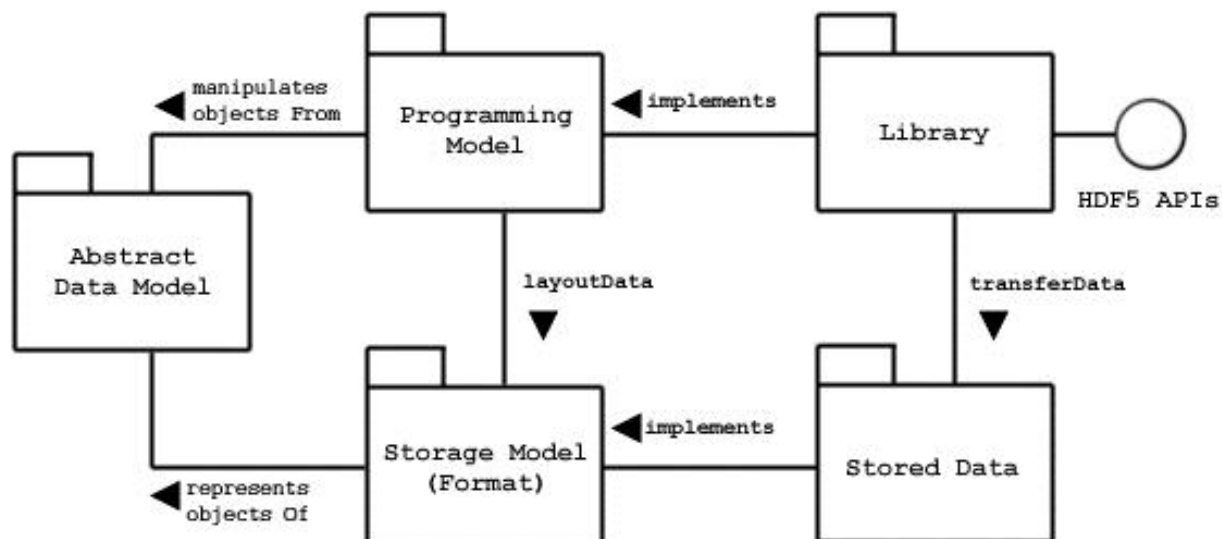 manipulates
objects From
Programming
Model
implements
Library
HDF5 APIs
Abstract
Data Model
layoutData
transferData
represents
objects Of
Storage Model
(Format)
implements
Stored Data